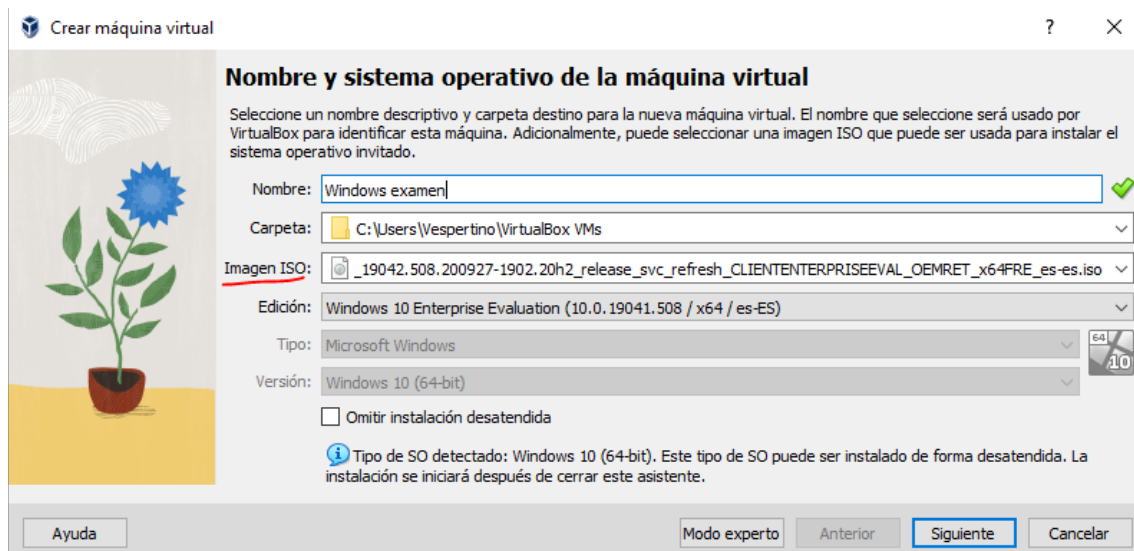 Crear máquina virtual
?
Nombre y sistema operativo de la máquina virtual
Seleccione un nombre descriptivo y carpeta destino para la nueva máquina virtual. El nombre que seleccione será usado por
VirtualBox para identificar esta máquina. Adicionalmente, puede seleccionar una imagen ISO que puede ser usada para instalar el
sistema operativo invitado.
Nombre: Windows examen
Carpeta: C:\Users\Vespertino\VirtualBox VMs
Imagen ISO: _19042.508.200927-1902.20h2_release_svc_refresh_CLIENTENTERPRISEEVAL_OEMRET_x64FRE_es-es.iso
Edición: Windows 10 Enterprise Evaluation (10.0.19041.508 / x64 / es-ES)
Tipo: Microsoft Windows
64
10
Versión: Windows 10 (64-bit)
Omitir instalación desatendida
Tipo de SO detectado: Windows 10 (64-bit). Este tipo de SO puede ser instalado de forma desatendida. La
instalación se iniciará después de cerrar este asistente.
Ayuda Modo experto Anterior Siguiente Cancelar